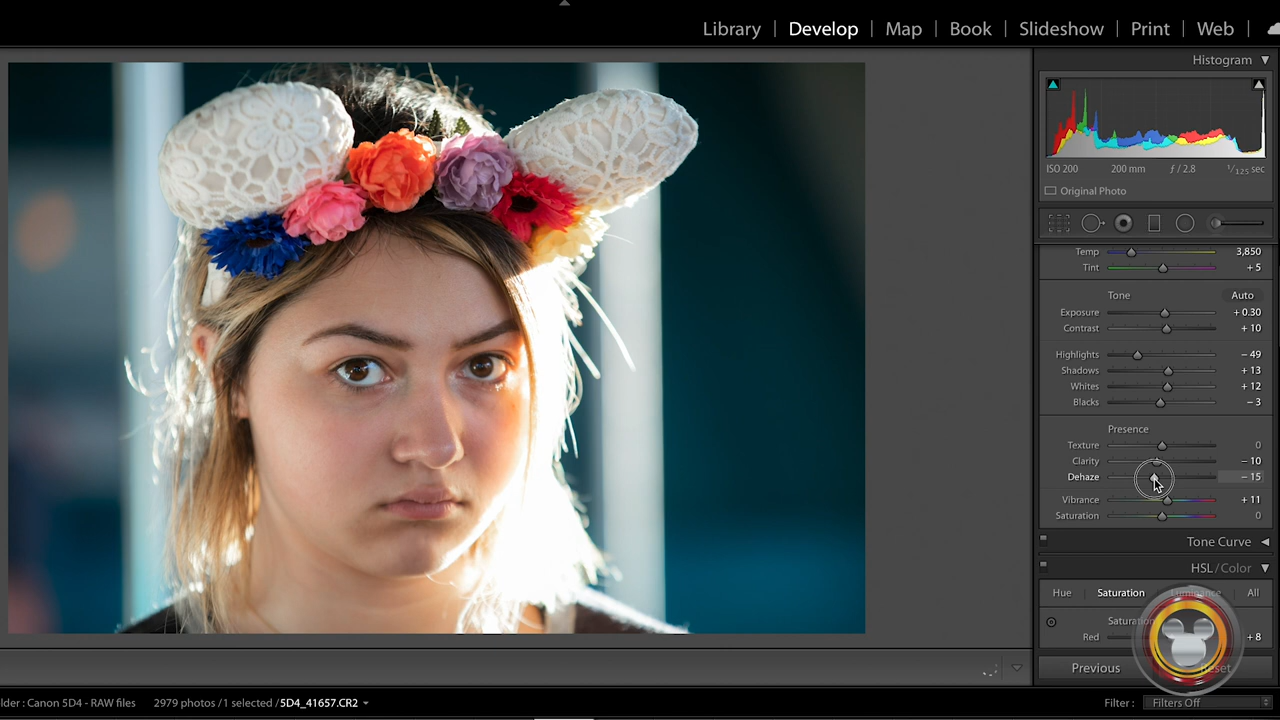 Library | Develop | Map | Book | Slideshow | Print | Web |
Histogram
ISO 200 200 mm ƒ / 2.8 1/125 sec
Original Photo
Temp 3,850
Tint + 5
Tone Auto
Exposure + 0.30
Contrast + 10
Highlights − 49
Shadows + 13
Whites + 12
Blacks − 3
Presence
Texture 0
Clarity − 10
Dehaze − 15
Vibrance + 11
Saturation 0
Tone Curve
HSL / Color
Hue Saturation Luminance All
Saturation
Red + 8
Previous Reset
lder : Canon 5D4 - RAW files 2979 photos / 1 selected / 5D4_41657.CR2 Filter : Filters Off